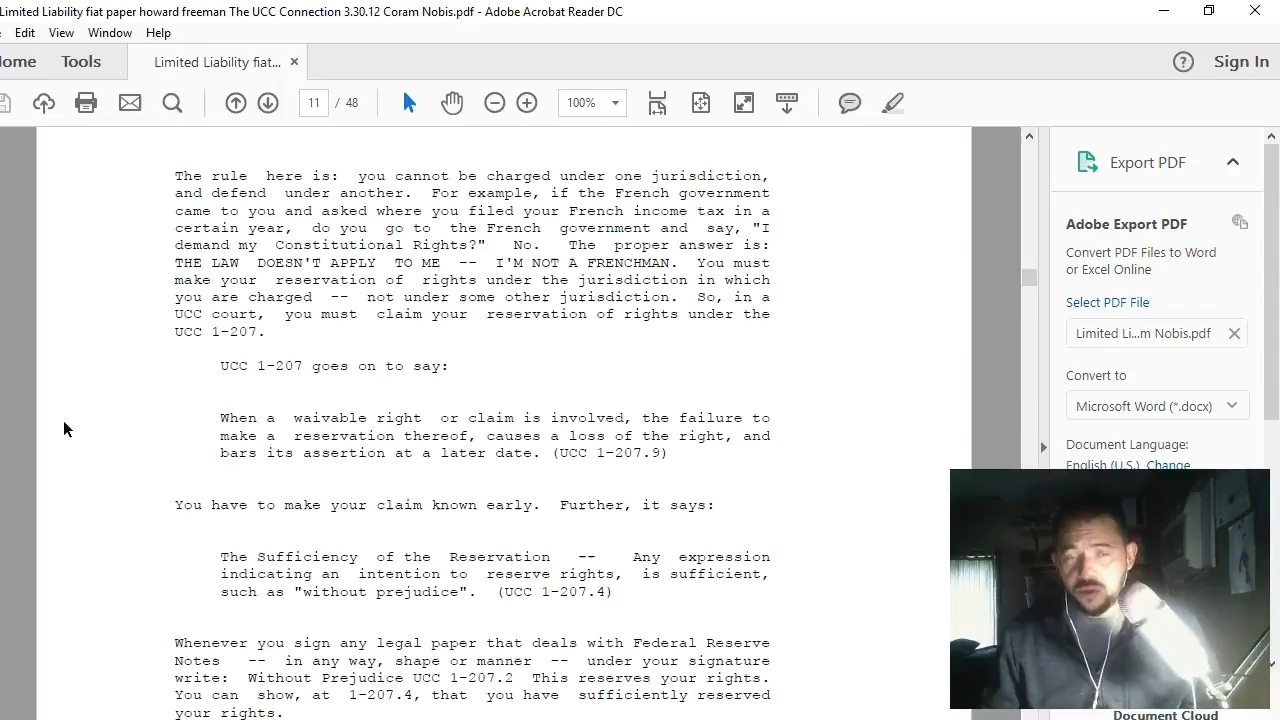 Limited Liability fiat paper howard freeman The UCC Connection 3.30.12 Coram Nobis.pdf - Adobe Acrobat Reader DC
Edit View Window Help
Home Tools Limited Liability fiat... Sign In
11 / 48 100%
The rule here is: you cannot be charged under one jurisdiction,
and defend under another. For example, if the French government
came to you and asked where you filed your French income tax in a
certain year, do you go to the French government and say, "I
demand my Constitutional Rights?" No. The proper answer is:
THE LAW DOESN'T APPLY TO ME -- I'M NOT A FRENCHMAN. You must
make your reservation of rights under the jurisdiction in which
you are charged -- not under some other jurisdiction. So, in a
UCC court, you must claim your reservation of rights under the
UCC 1-207.
UCC 1-207 goes on to say:
When a waivable right or claim is involved, the failure to
make a reservation thereof, causes a loss of the right, and
bars its assertion at a later date. (UCC 1-207.9)
You have to make your claim known early. Further, it says:
The Sufficiency of the Reservation -- Any expression
indicating an intention to reserve rights, is sufficient,
such as "without prejudice". (UCC 1-207.4)
Whenever you sign any legal paper that deals with Federal Reserve
Notes -- in any way, shape or manner -- under your signature
write: Without Prejudice UCC 1-207.2 This reserves your rights.
You can show, at 1-207.4, that you have sufficiently reserved
your rights.
Export PDF
Adobe Export PDF
Convert PDF Files to Word
or Excel Online
Select PDF File
Limited Li...m Nobis.pdf
Convert to
Microsoft Word (*.docx)
Document Language:
English (U.S.) Change
Document Cloud